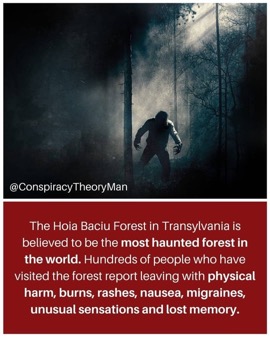 @ConspiracyTheoryMan
The Hoia Baciu Forest in Transylvania is
believed to be the most haunted forest in
the world. Hundreds of people who have
visited the forest report leaving with physical
harm, burns, rashes, nausea, migraines,
unusual sensations and lost memory.